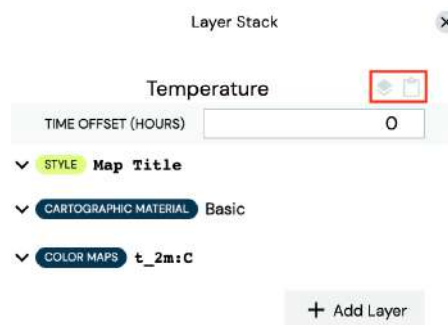 Layer Stack
Temperature
TIME OFFSET (HOURS) 0
STYLE Map Title
CARTOGRAPHIC MATERIAL Basic
COLOR MAPS t_2m:C
+ Add Layer